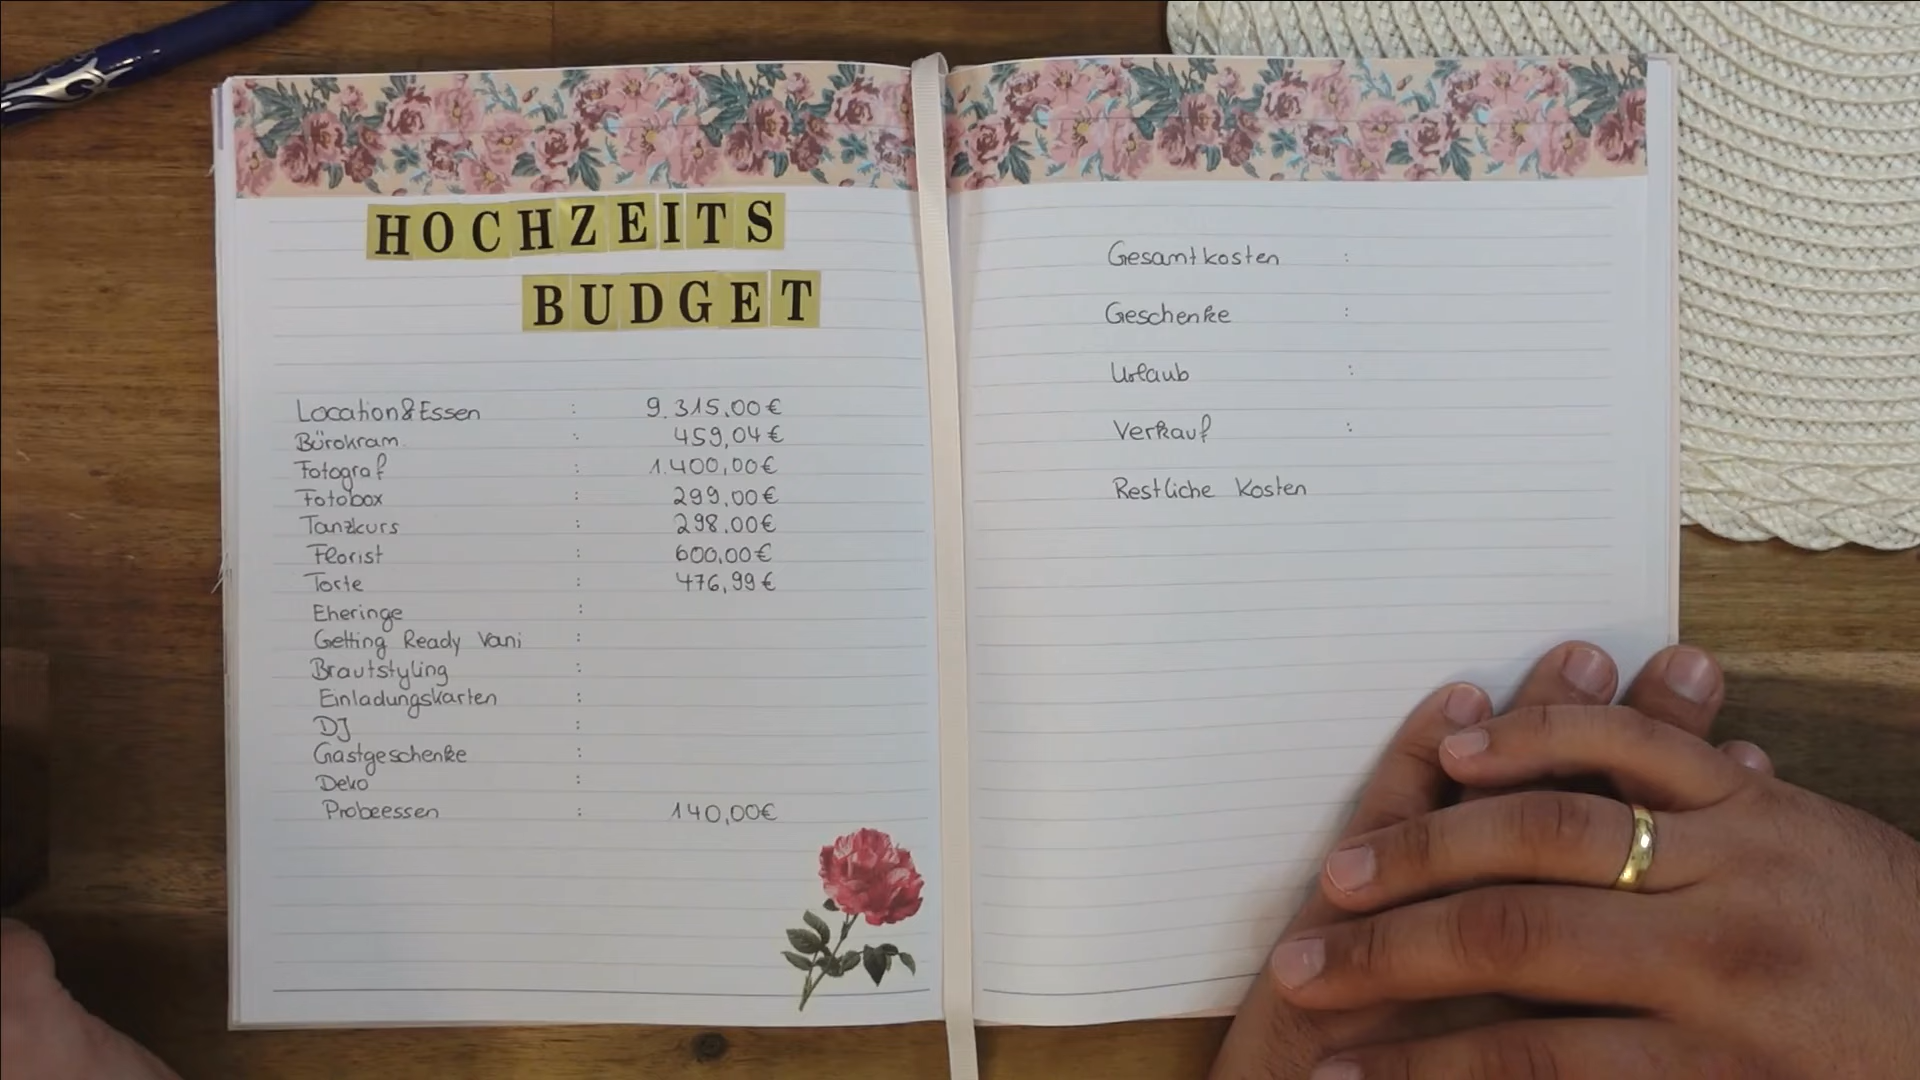 HOCHZEITS
BUDGET
Location&Essen : 9.315,00€
Bürokram : 459,04€
Fotograf : 1.400,00€
Fotobox : 299,00€
Tanzkurs : 298.00€
Florist : 600,00€
Torte : 476,99€
Eheringe :
Getting Ready Vani :
Brautstyling :
Einladungskarten :
DJ :
Gastgeschenke :
Deko :
Probeessen : 140,00€
Gesamtkosten :
Geschenke :
Urlaub :
Verkauf :
Restliche Kosten